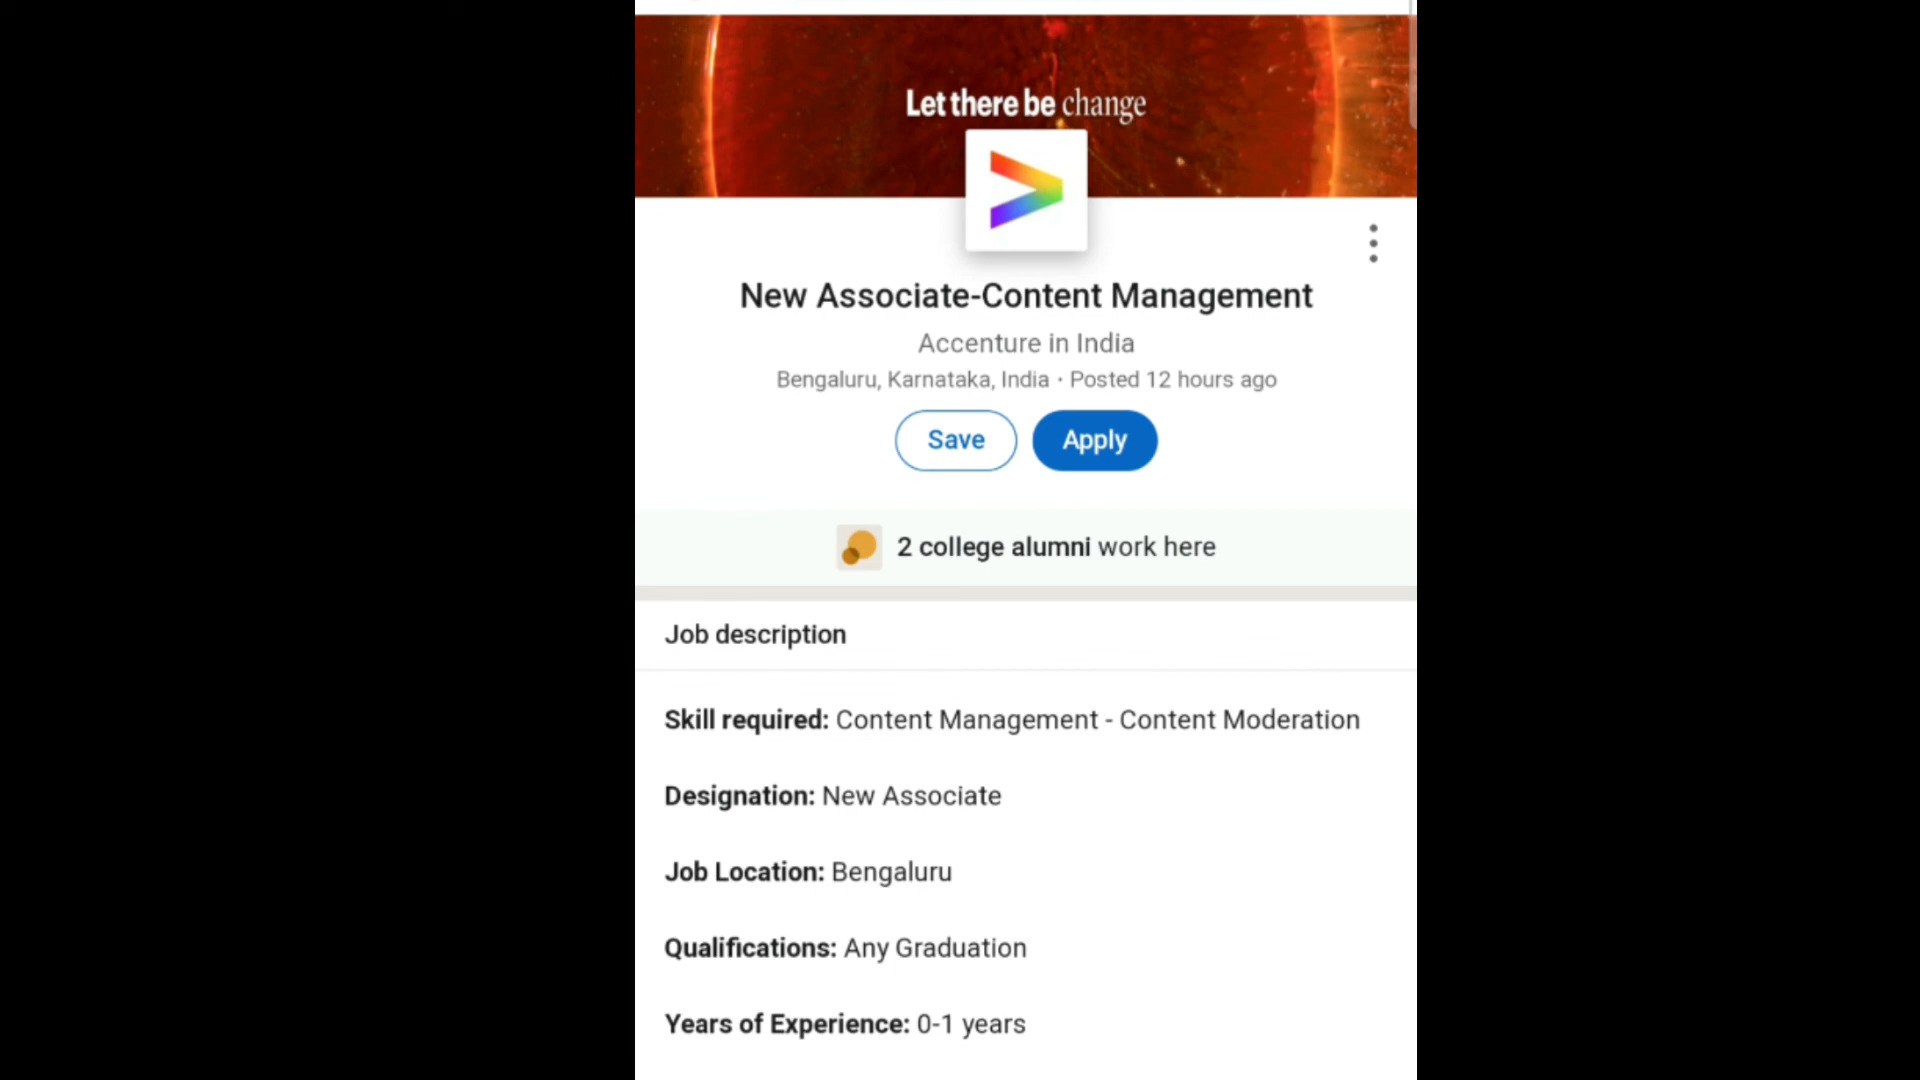 Let there be change
New Associate-Content Management
Accenture in India
Bengaluru, Karnataka, India · Posted 12 hours ago
Save Apply
2 college alumni work here
Job description
Skill required: Content Management - Content Moderation
Designation: New Associate
Job Location: Bengaluru
Qualifications: Any Graduation
Years of Experience: 0-1 years